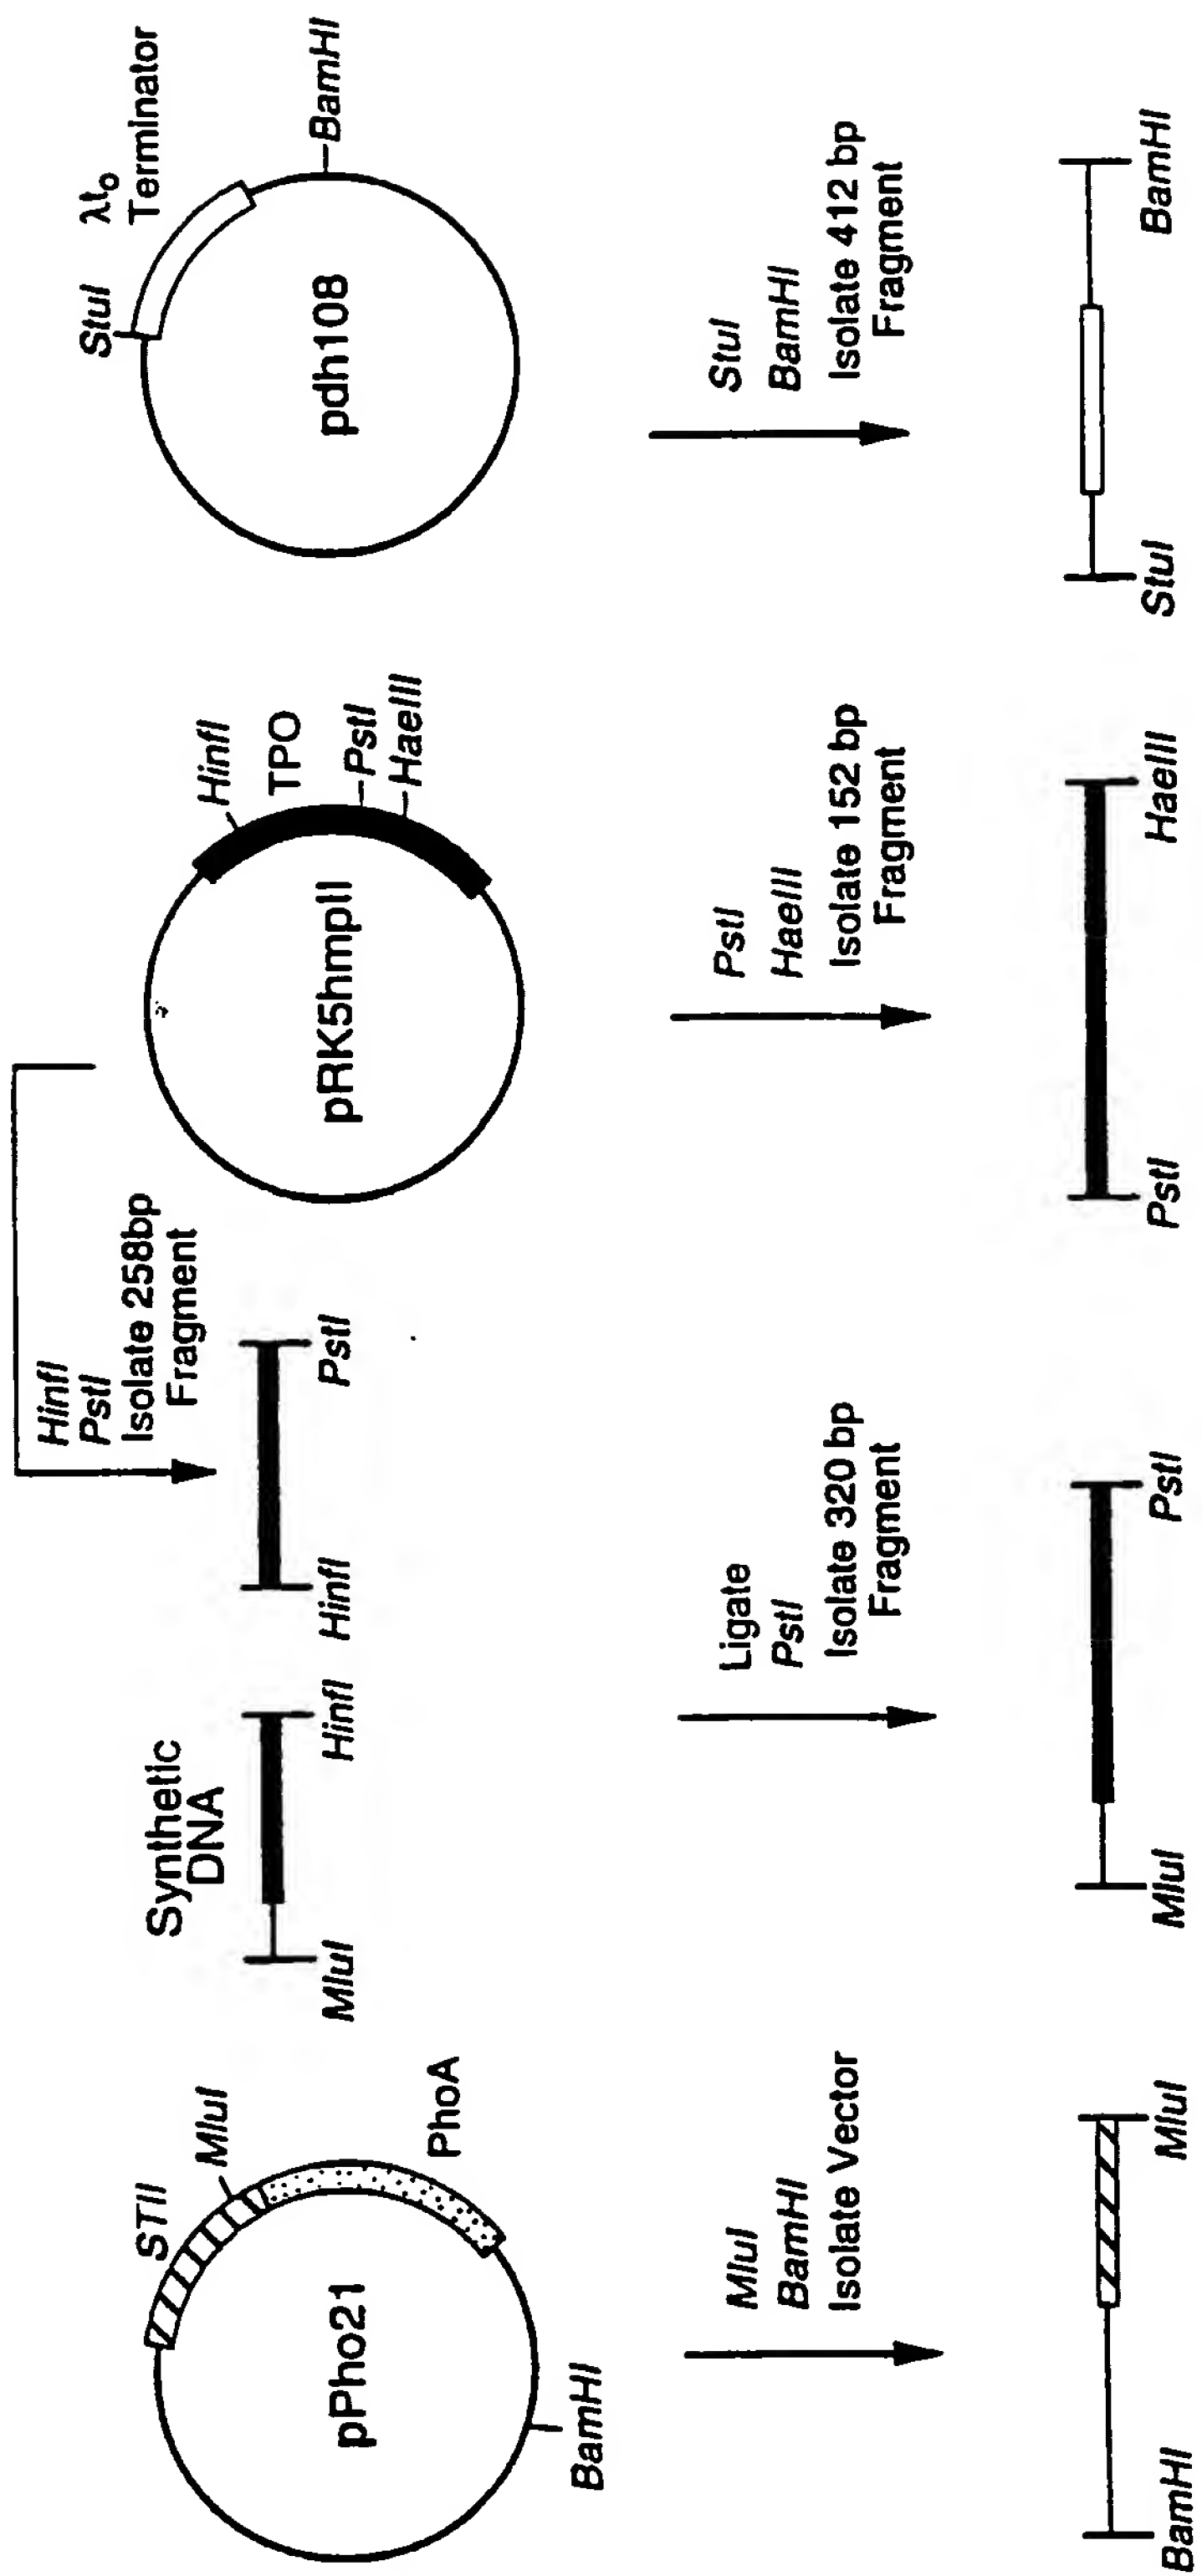 STII
MluI
pPho21
PhoA
BamHI
Synthetic
DNA
MluI
HinfI
HinfI
PstI
Isolate 258bp
Fragment
HinfI
PstI
pRK5hmplI
HinfI
TPO
PstI
HaeIII
StuI
λto
Terminator
pdh108
BamHI
MluI
BamHI
Isolate Vector
Ligate
PstI
Isolate 320 bp
Fragment
PstI
HaeIII
Isolate 152 bp
Fragment
StuI
BamHI
Isolate 412 bp
Fragment
BamHI
MluI
MluI
PstI
PstI
HaeIII
StuI
BamHI